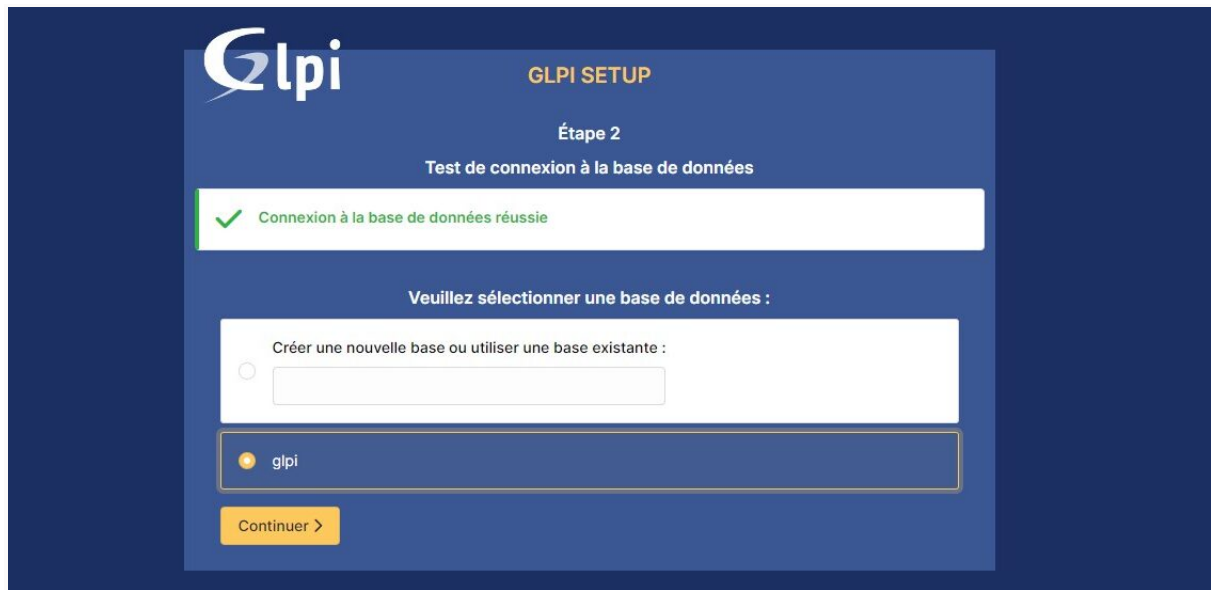 Glpi
GLPI SETUP
Étape 2
Test de connexion à la base de données
Connexion à la base de données réussie
Veuillez sélectionner une base de données :
Créer une nouvelle base ou utiliser une base existante :
glpi
Continuer >